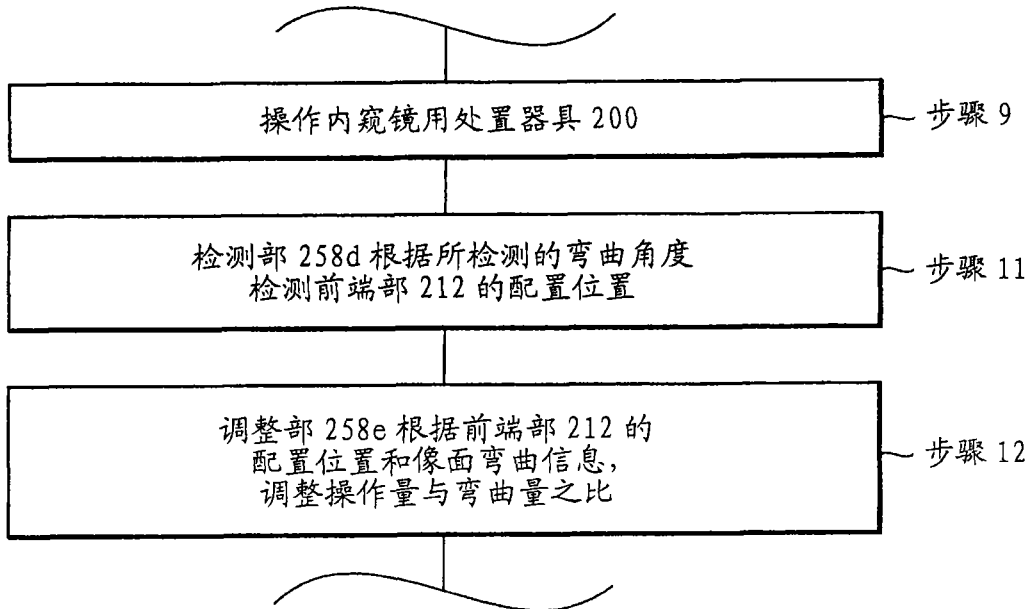 操作内窥镜用处置器具 200
步骤 9
检测部 258d 根据所检测的弯曲角度
检测前端部 212 的配置位置
步骤 11
调整部 258e 根据前端部 212 的
配置位置和像面弯曲信息,
调整操作量与弯曲量之比
步骤 12